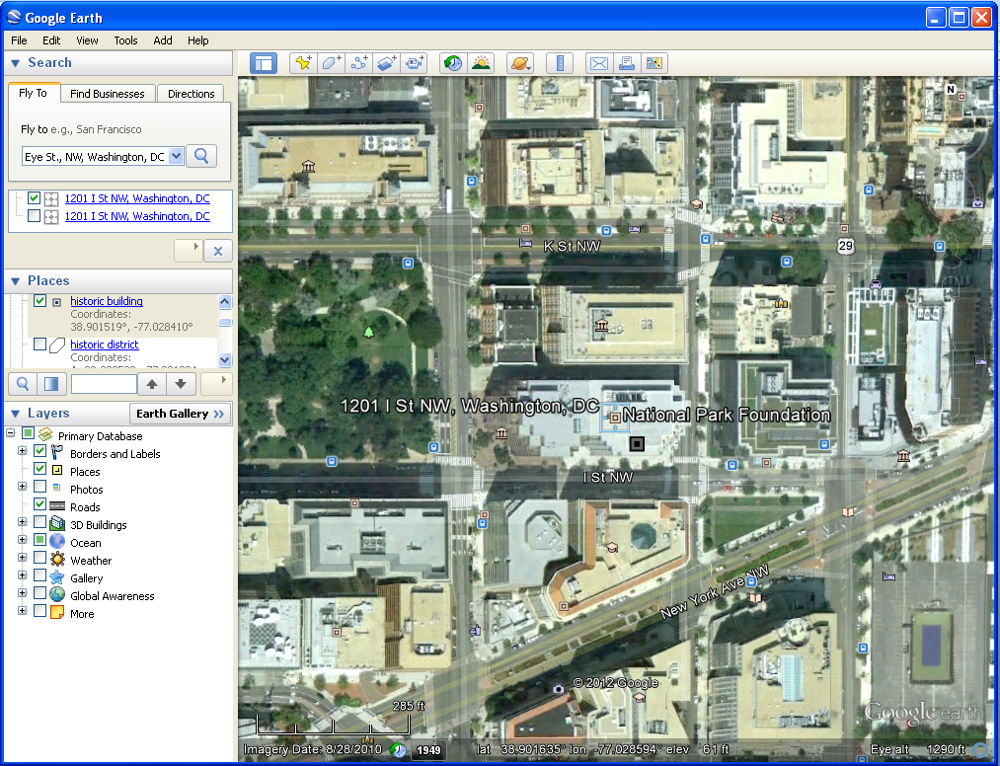 Google Earth
File Edit View Tools Add Help
Search
Fly To Find Businesses Directions
Fly to e.g., San Francisco
Eye St., NW, Washington, DC
1201 I St NW, Washington, DC
1201 I St NW, Washington, DC
Places
historic building
Coordinates:
38.901519°, -77.028410°
historic district
Coordinates:
Layers
Earth Gallery »
Primary Database
Borders and Labels
Places
Photos
Roads
3D Buildings
Ocean
Weather
Gallery
Global Awareness
More
N
K St NW
29
1201 I St NW, Washington, DC
National Park Foundation
I St NW
New York Ave NW
© 2012 Google
285 ft
Google earth
Imagery Date: 8/28/2010 1949 lat 38.901635° lon -77.028594° elev 61 ft Eye alt 1290 ft